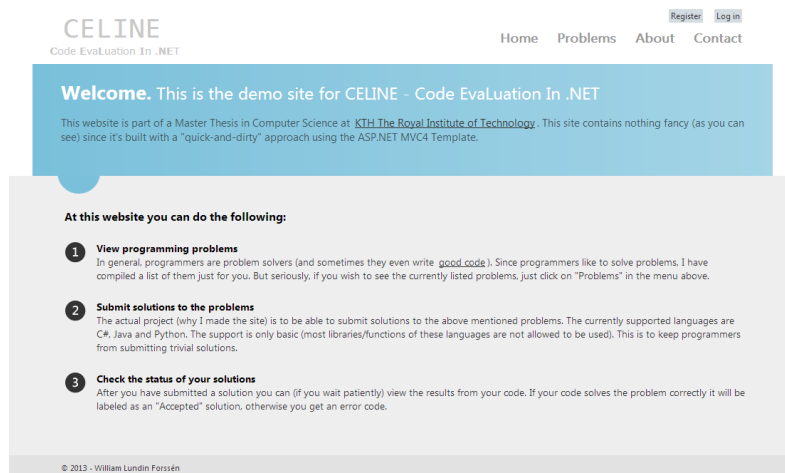 Register Log in
CELINE
Code EvaLuation In .NET
Home Problems About Contact
Welcome. This is the demo site for CELINE - Code EvaLuation In .NET
This website is part of a Master Thesis in Computer Science at KTH The Royal Institute of Technology . This site contains nothing fancy (as you can
see) since it's built with a "quick-and-dirty" approach using the ASP.NET MVC4 Template.
At this website you can do the following:
1 View programming problems
In general, programmers are problem solvers (and sometimes they even write good code ). Since programmers like to solve problems, I have
compiled a list of them just for you. But seriously, if you wish to see the currently listed problems, just click on "Problems" in the menu above.
2 Submit solutions to the problems
The actual project (why I made the site) is to be able to submit solutions to the above mentioned problems. The currently supported languages are
C#, Java and Python. The support is only basic (most libraries/functions of these languages are not allowed to be used). This is to keep programmers
from submitting trivial solutions.
3 Check the status of your solutions
After you have submitted a solution you can (if you wait patiently) view the results from your code. If your code solves the problem correctly it will be
labeled as an "Accepted" solution, otherwise you get an error code.
© 2013 - William Lundin Forssén